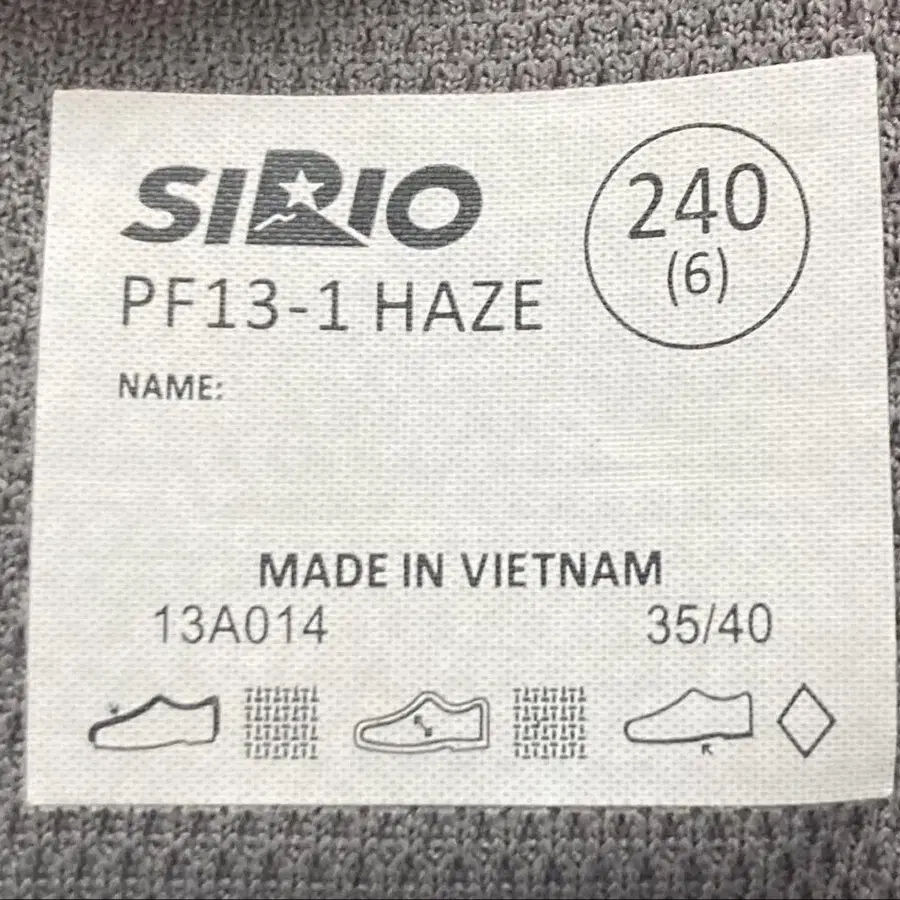 SIRIO
240
(6)
PF13-1 HAZE
NAME:
MADE IN VIETNAM
13A014 35/40